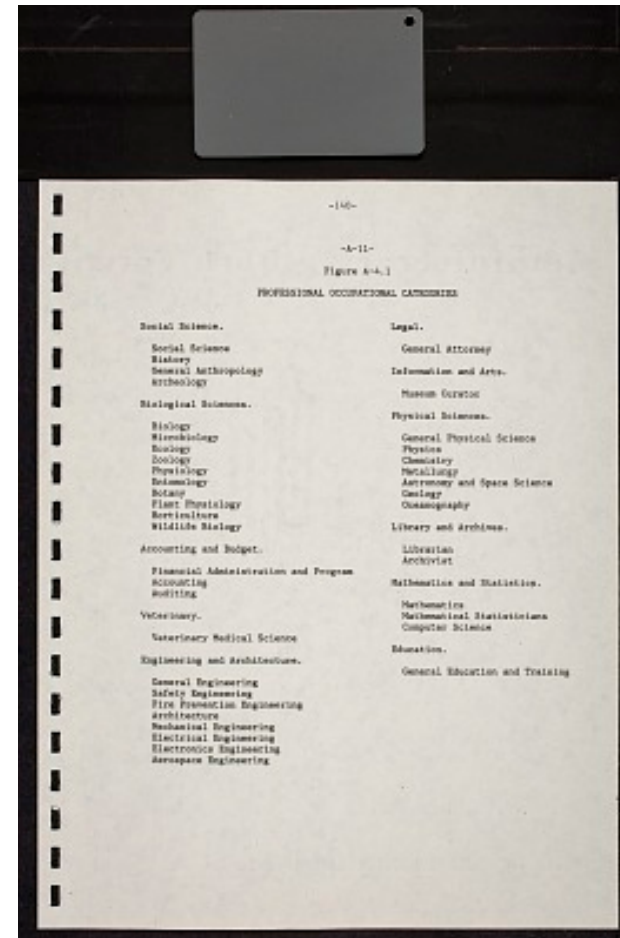 -140-
-A-11-
Figure A-4.1
PROFESSIONAL OCCUPATIONAL CATEGORIES
Social Science.
Social Science
History
General Anthropology
Archeology
Biological Sciences.
Biology
Microbiology
Ecology
Zoology
Physiology
Entomology
Botany
Plant Physiology
Horticulture
Wildlife Biology
Accounting and Budget.
Financial Administration and Program
Accounting
Auditing
Veterinary.
Veterinary Medical Science
Engineering and Architecture.
General Engineering
Safety Engineering
Fire Prevention Engineering
Architecture
Mechanical Engineering
Electrical Engineering
Electronics Engineering
Aerospace Engineering
Legal.
General Attorney
Information and Arts.
Museum Curator
Physical Sciences.
General Physical Science
Physics
Chemistry
Metallurgy
Astronomy and Space Science
Geology
Oceanography
Library and Archives.
Librarian
Archivist
Mathematics and Statistics.
Mathematics
Mathematical Statisticians
Computer Science
Education.
General Education and Training